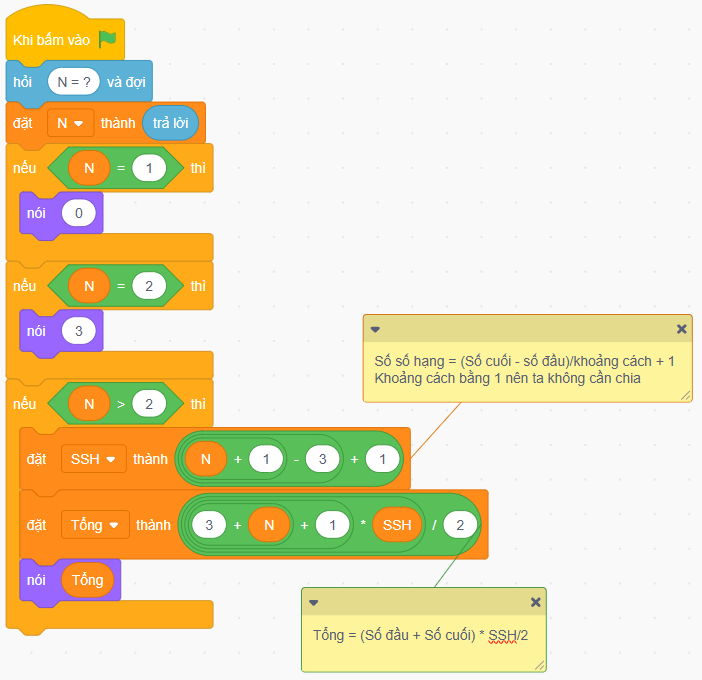 Khi bấm vào
hỏi N = ? và đợi
đặt N thành trả lời
nếu N = 1 thì
nói 0
nếu N = 2 thì
nói 3
nếu N > 2 thì
Số số hạng = (Số cuối - số đầu)/khoảng cách + 1
Khoảng cách bằng 1 nên ta không cần chia
đặt SSH thành N + 1 - 3 + 1
đặt Tổng thành 3 + N + 1 * SSH / 2
nói Tổng
Tổng = (Số đầu + Số cuối) * SSH/2